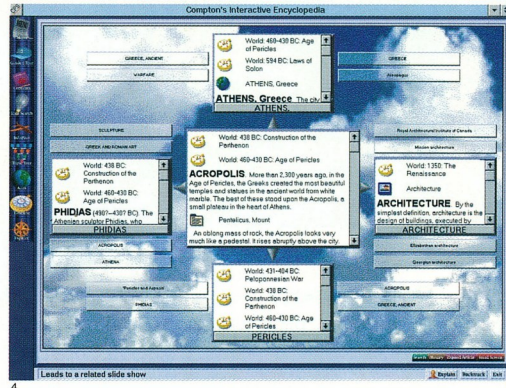 Compton's Interactive Encyclopedia
World: 460-430 BC: Age
of Pericles
World: 594 BC: Laws of
Solon
ATHENS, Greece
ATHENS, Greece The city
ATHENS,
GREECE, ANCIENT
WARFARE
GREECE
SCULPTURE
GREEK AND ROMAN ART
World: 438 BC:
Construction of the
Parthenon
World: 460-430 BC:
Age of Pericles
PHIDIAS (490?-430? BC). The
Athenian sculptor Phidias, who
PHIDIAS
ACROPOLIS
ATHENA
World: 438 BC: Construction of the
Parthenon
World: 460-430 BC: Age of Pericles
ACROPOLIS More than 2,300 years ago, in the
Age of Pericles, the Greeks created the most beautiful
temples and statues in the ancient world from white
marble. The best of these stood upon the Acropolis, a
small plateau in the heart of Athens.
Pentelicus, Mount
An oblong mass of rock, the Acropolis looks very
much like a pedestal. It rises abruptly above the city.
Royal Architectural Institute of Canada
Mission architecture
World: 1350: The
Renaissance
Architecture
ARCHITECTURE By the
simplest definition, architecture is the
design of buildings, executed by
ARCHITECTURE
Elizabethan architecture
Georgian architecture
PHIDIAS
ACROPOLIS
GREECE, ANCIENT
World: 431-404 BC:
Peloponnesian War
World: 438 BC:
Construction of the
Parthenon
World: 460-430 BC: Age
of Pericles
PERICLES
Leads to a related slide show
Explain Backtrack Exit
4